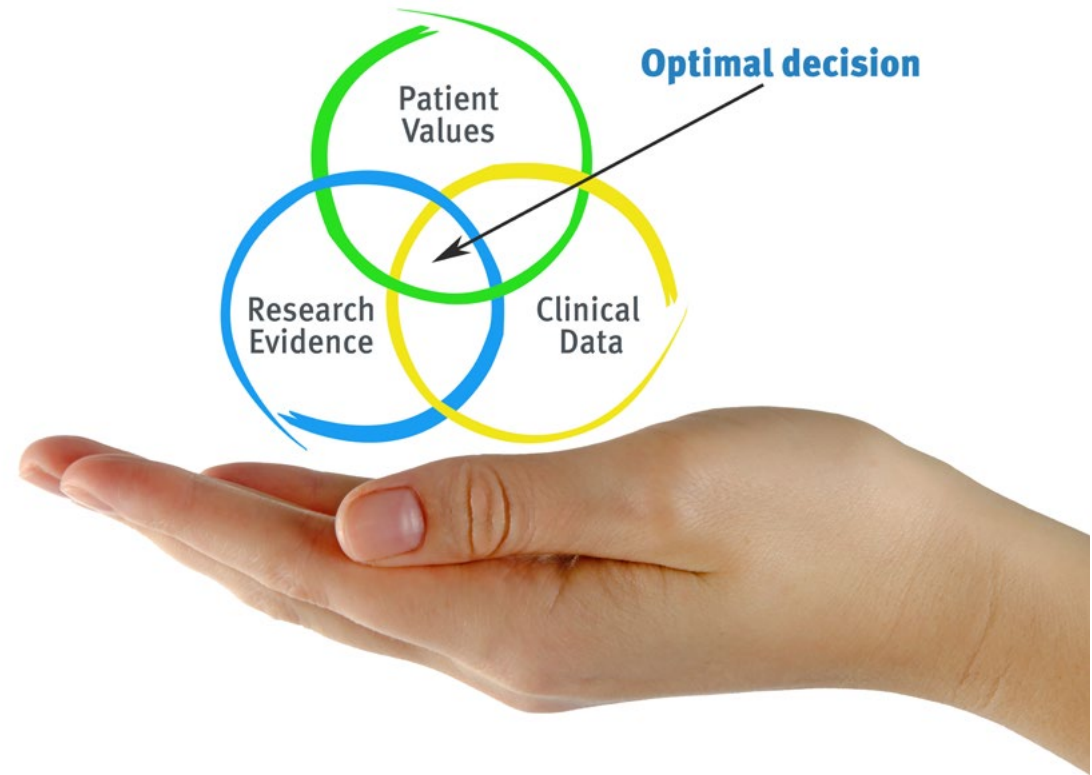 Optimal decision
Patient
Values
Research
Evidence
Clinical
Data